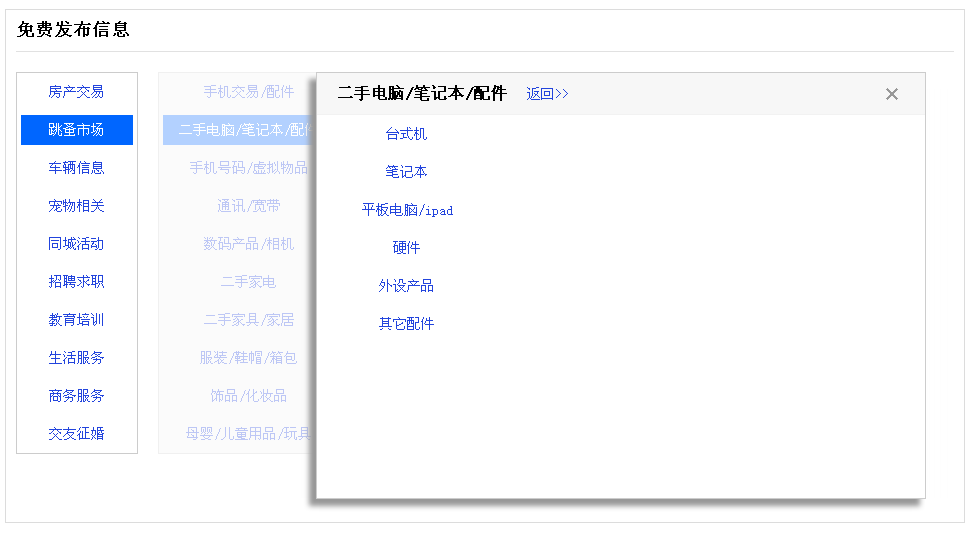 免费发布信息
房产交易
跳蚤市场
车辆信息
宠物相关
同城活动
招聘求职
教育培训
生活服务
商务服务
交友征婚
手机交易/配件
二手电脑/笔记本/配件
手机号码/虚拟物品
通讯/宽带
数码产品/相机
二手家电
二手家具/家居
服装/鞋帽/箱包
饰品/化妆品
母婴/儿童用品/玩具
二手电脑/笔记本/配件 返回>>
台式机
笔记本
平板电脑/ipad
硬件
外设产品
其它配件